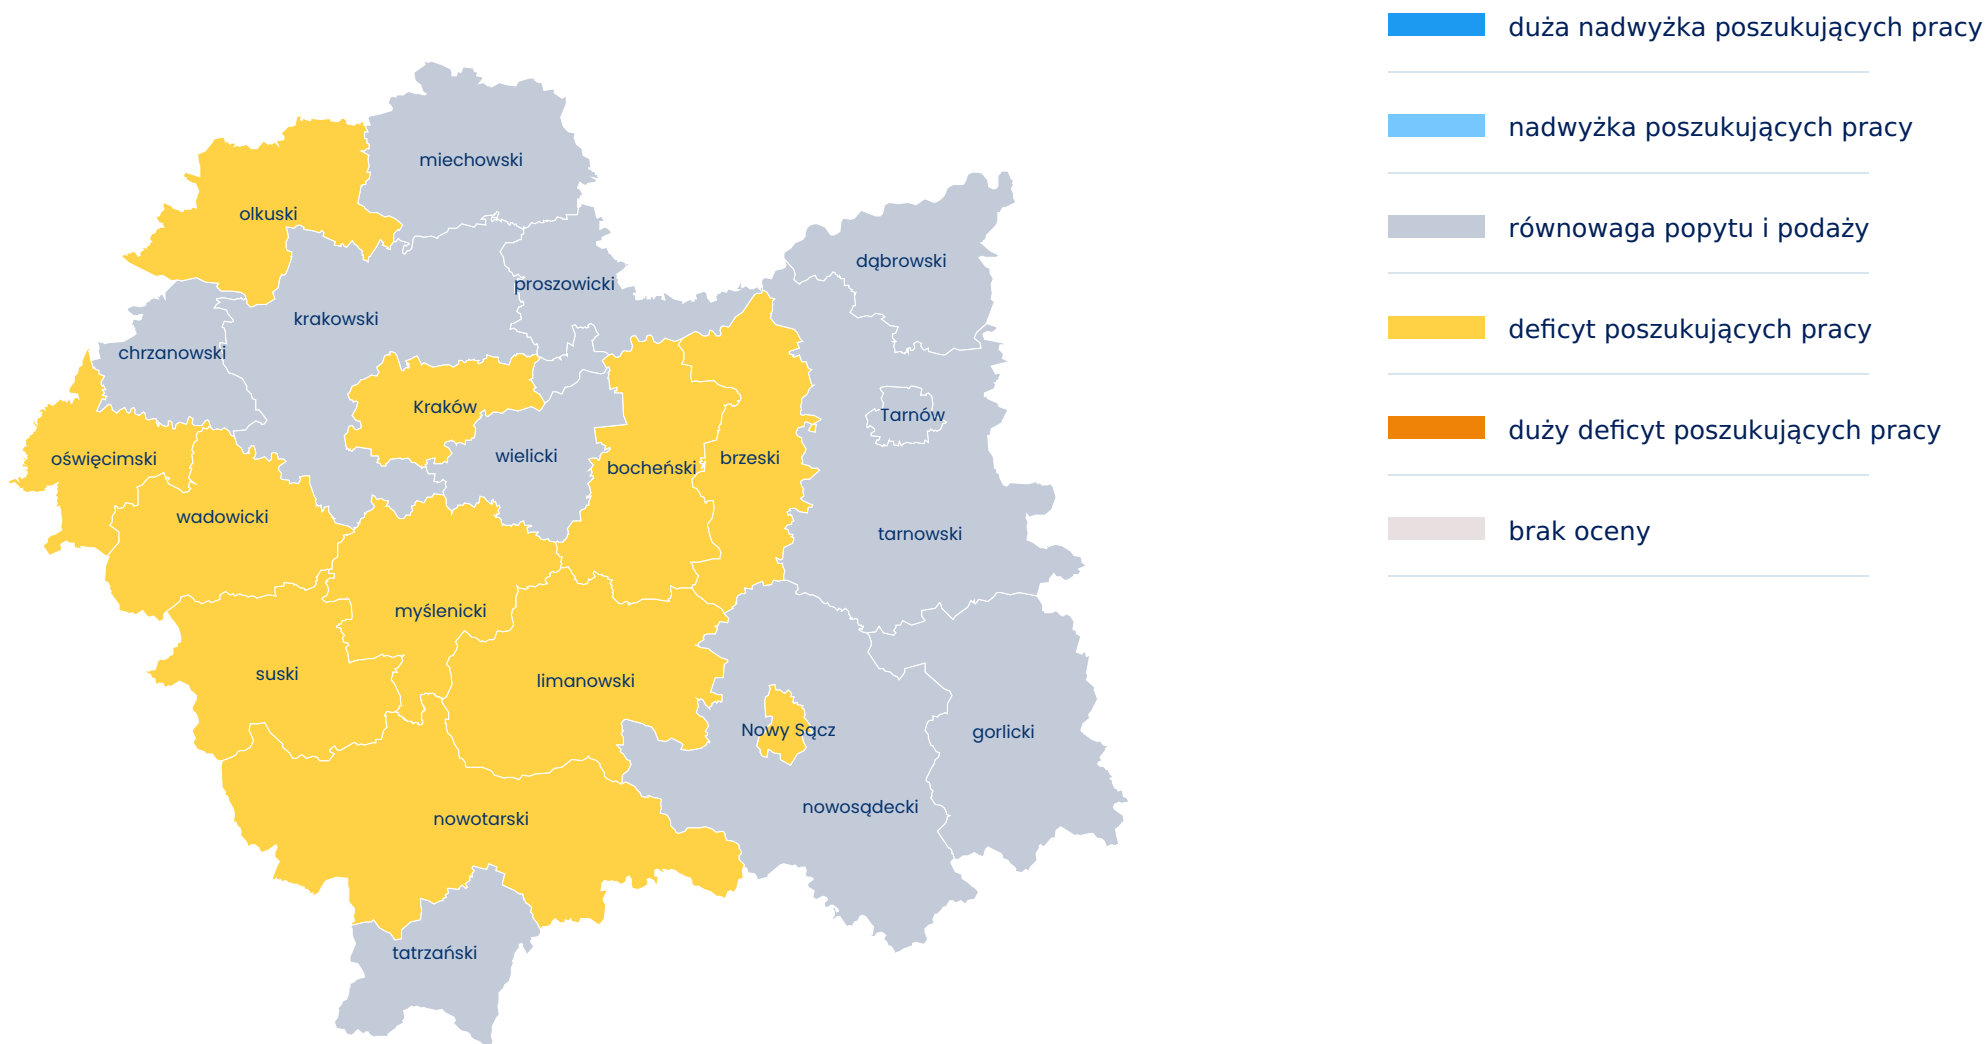 miechowski
olkuski
dąbrowski
proszowicki
krakowski
chrzanowski
Kraków
Tarnów
oświęcimski
wielicki
bocheński
brzeski
wadowicki
tarnowski
myślenicki
suski
limanowski
Nowy Sącz
gorlicki
nowosądecki
nowotarski
tatrzański
duża nadwyżka poszukujących pracy
nadwyżka poszukujących pracy
równowaga popytu i podaży
deficyt poszukujących pracy
duży deficyt poszukujących pracy
brak oceny